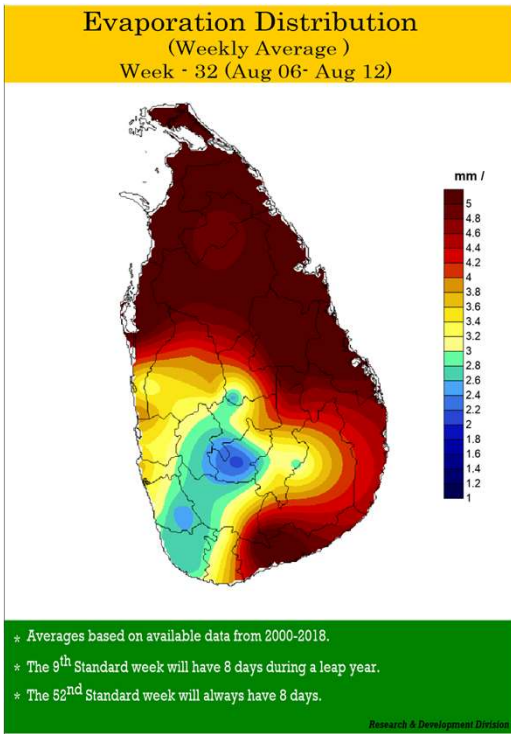 Evaporation Distribution
(Weekly Average )
Week - 32 (Aug 06- Aug 12)
mm /
5
4.8
4.6
4.4
4.2
4
3.8
3.6
3.4
3.2
3
2.8
2.6
2.4
2.2
2
1.8
1.6
1.4
1.2
1
* Averages based on available data from 2000-2018.
* The 9th Standard week will have 8 days during a leap year.
* The 52nd Standard week will always have 8 days.
Research & Development Division